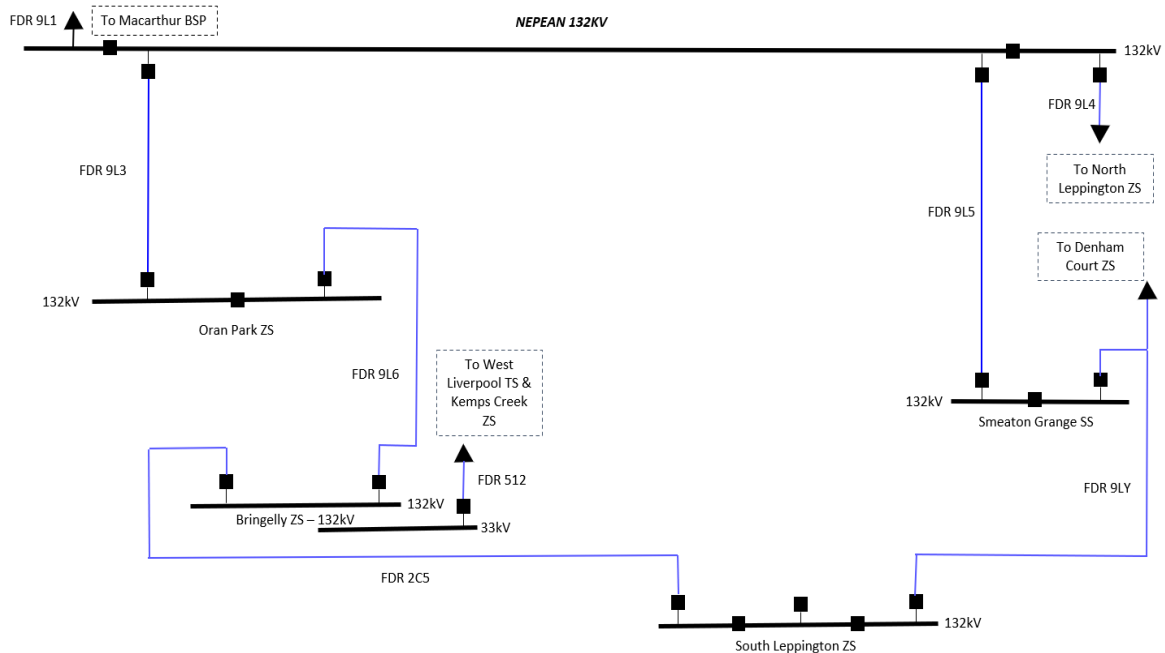 FDR 9L1
To Macarthur BSP
NEPEAN 132KV
132kV
FDR 9L4
FDR 9L3
To North
Leppington ZS
FDR 9L5
To Denham
Court ZS
132kV
Oran Park ZS
To West
Liverpool TS &
Kemps Creek
ZS
FDR 9L6
132kV
Smeaton Grange SS
FDR 512
FDR 9LY
132kV
Bringelly ZS – 132kV
33kV
FDR 2C5
132kV
South Leppington ZS